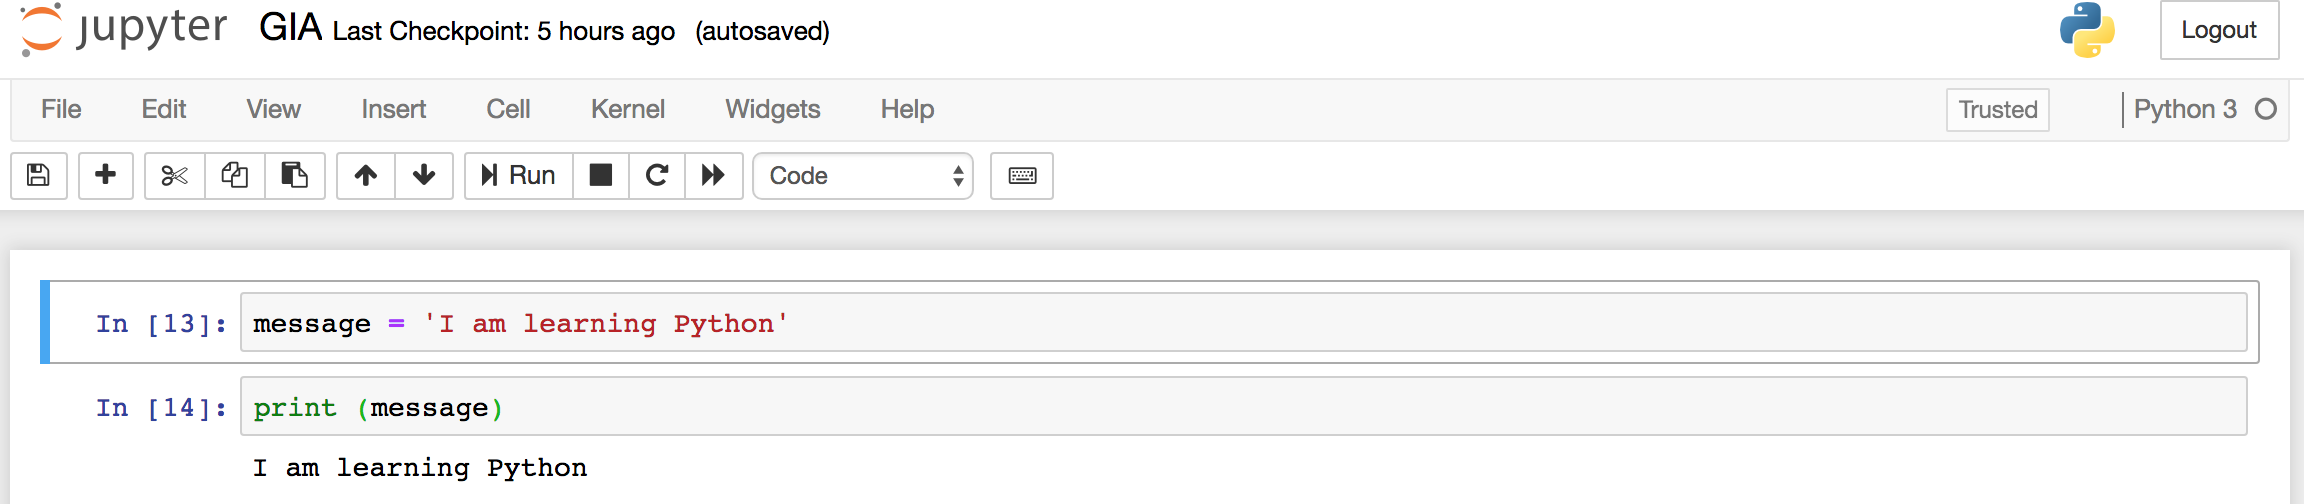 jupyter GIA Last Checkpoint: 5 hours ago (autosaved) Logout
File Edit View Insert Cell Kernel Widgets Help Trusted Python 3
Run Code
In [13]: message = 'I am learning Python'
In [14]: print (message)
I am learning Python